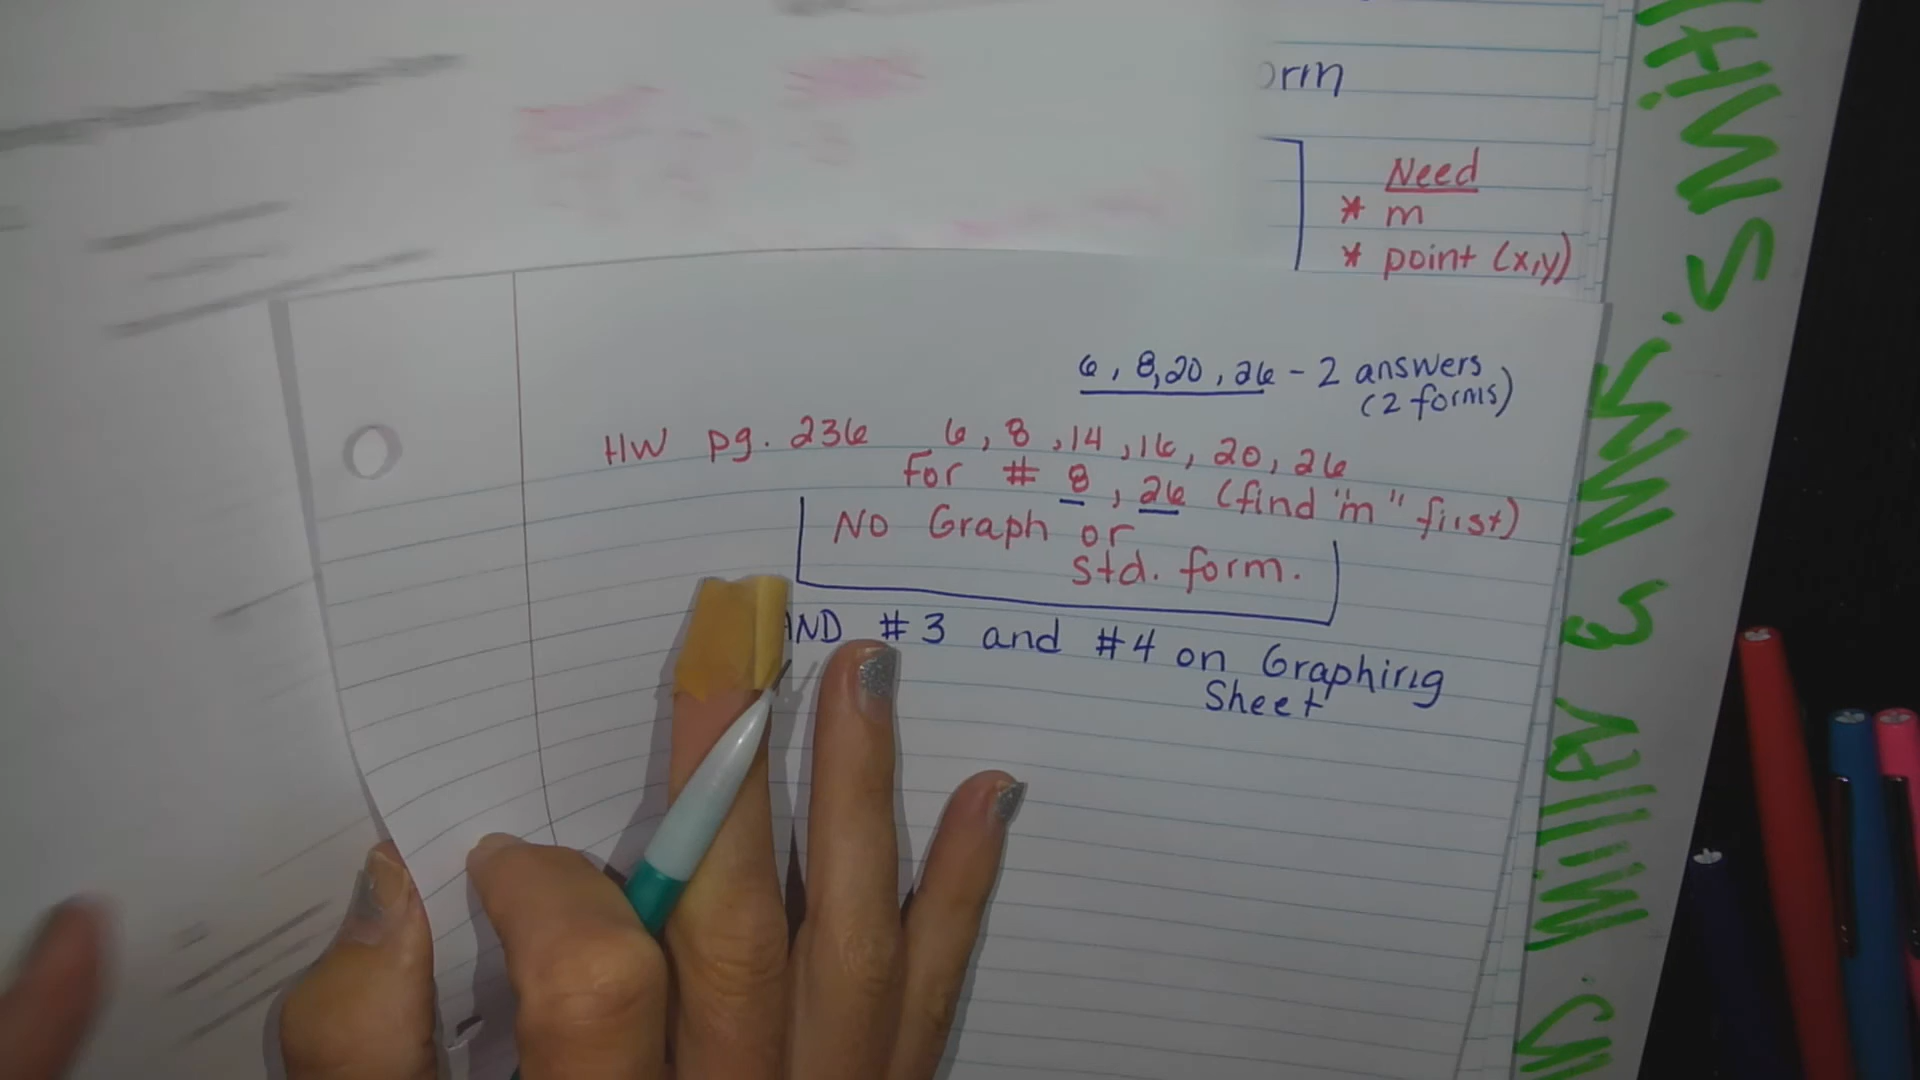 orm
Need
* m
* point (x,y)
6, 8, 20, 26 - 2 answers
(2 forms)
HW pg. 236 6, 8, 14, 16, 20, 26
For # 8, 26 (find "m" first)
No Graph or
std. form.
AND #3 and #4 on Graphing
Sheet